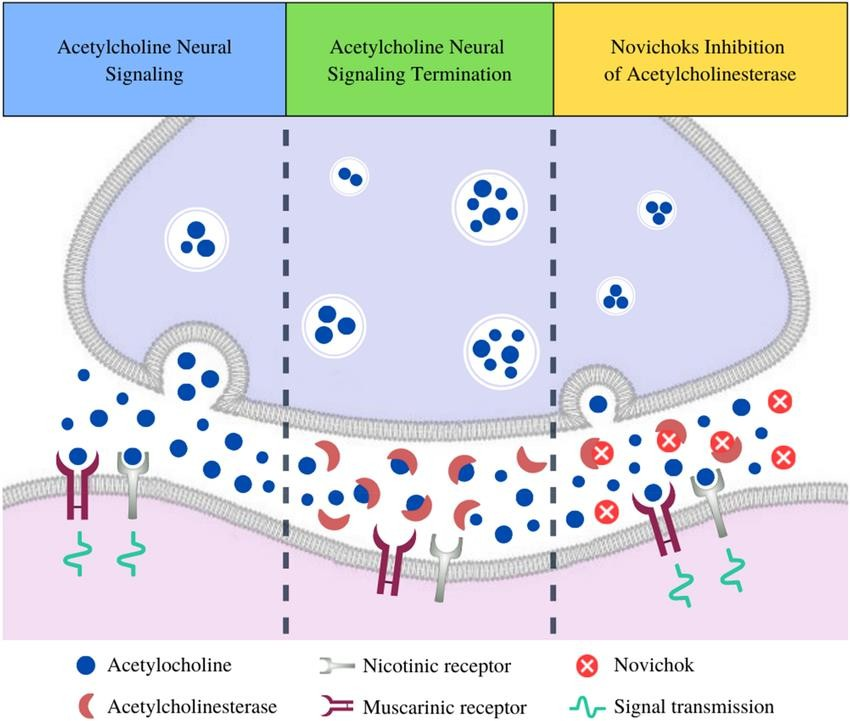 Acetylcholine Neural
Signaling
Acetylcholine Neural
Signaling Termination
Novichoks Inhibition
of Acetylcholinesterase
Acetylocholine
Nicotinic receptor
Novichok
Acetylcholinesterase
Muscarinic receptor
Signal transmission